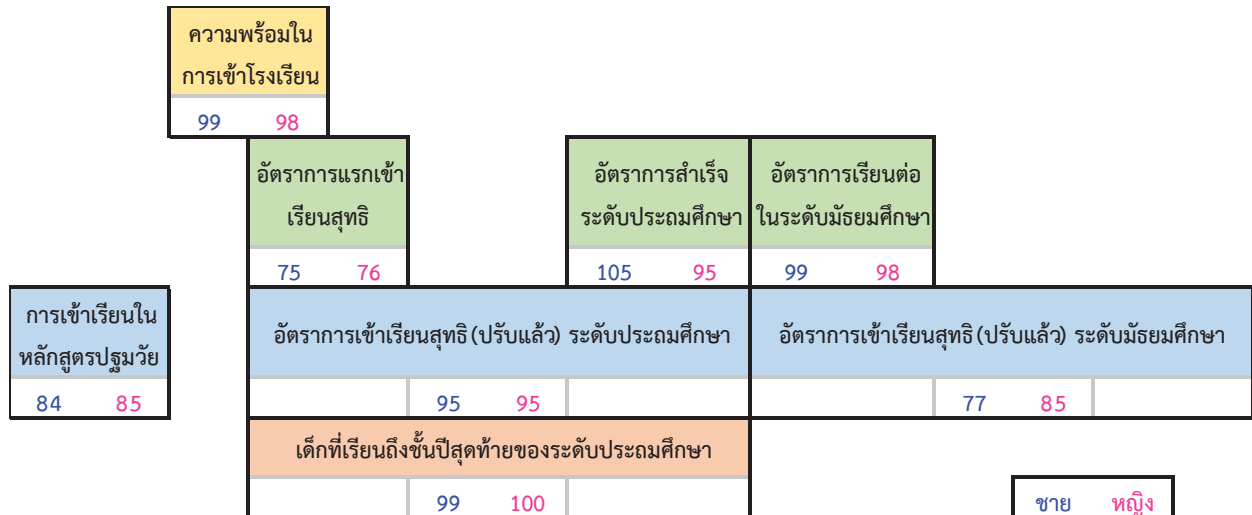 ความพร้อมใน
การเข้าโรงเรียน
99 98
อัตราการแรกเข้า
เรียนสุทธิ
75 76
อัตราการสำเร็จ
ระดับประถมศึกษา
105 95
อัตราการเรียนต่อ
ในระดับมัธยมศึกษา
99 98
การเข้าเรียนใน
หลักสูตรปฐมวัย
84 85
อัตราการเข้าเรียนสุทธิ (ปรับแล้ว) ระดับประถมศึกษา
95 95
อัตราการเข้าเรียนสุทธิ (ปรับแล้ว) ระดับมัธยมศึกษา
77 85
เด็กที่เรียนถึงชั้นปีสุดท้ายของระดับประถมศึกษา
99 100
ชาย หญิง